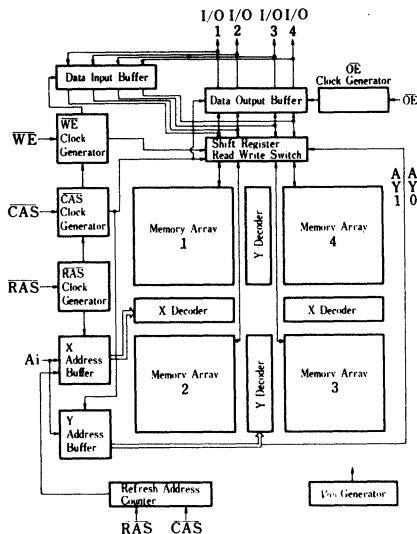 I/O I/O I/O I/O
1 2 3 4
Data Input Buffer
Data Output Buffer
OE
Clock Generator
OE
WE
WE
Clock
Generator
Shift Register
Read Write Switch
CAS
CAS
Clock
Generator
AY1
AY0
RAS
RAS
Clock
Generator
Memory Array
1
Y Decoder
Memory Array
4
X Decoder
X Decoder
Ai
X
Address
Buffer
Memory Array
2
Y Decoder
Memory Array
3
Y
Address
Buffer
Refresh Address
Counter
RAS CAS
Generator